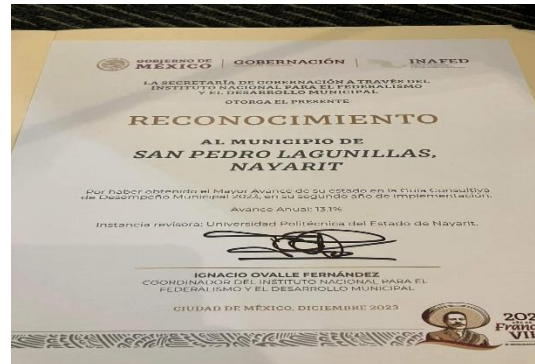 GOBIERNO DE MÉXICO | GOBERNACIÓN | INAFED
LA SECRETARÍA DE GOBERNACIÓN A TRAVÉS DEL
INSTITUTO NACIONAL PARA EL FEDERALISMO
Y EL DESARROLLO MUNICIPAL
OTORGA EL PRESENTE
RECONOCIMIENTO
AL MUNICIPIO DE
SAN PEDRO LAGUNILLAS,
NAYARIT
Por haber obtenido el Mayor Avance de su estado en la Guía Consultiva
de Desempeño Municipal 2023, en su segundo año de implementación.
Avance Anual: 13.1%
Instancia revisora: Universidad Politécnica del Estado de Nayarit.
IGNACIO OVALLE FERNÁNDEZ
COORDINADOR DEL INSTITUTO NACIONAL PARA EL
FEDERALISMO Y EL DESARROLLO MUNICIPAL
CIUDAD DE MÉXICO, DICIEMBRE 2023
202
Franc
VIL